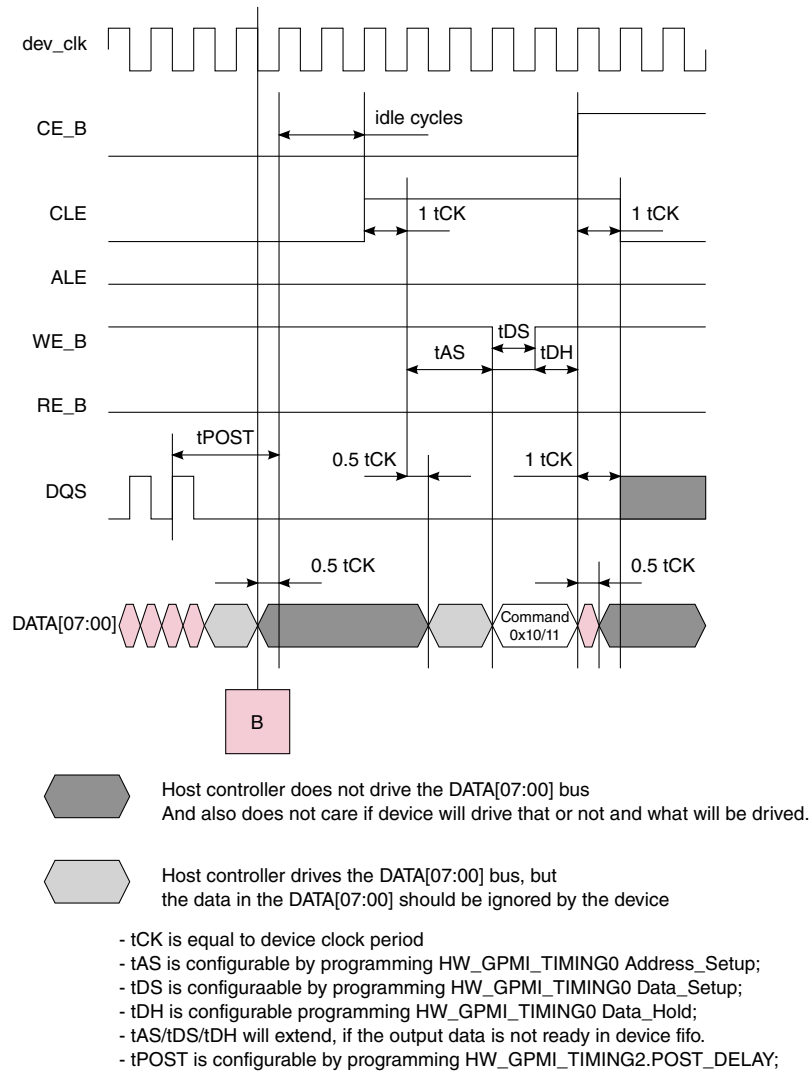 dev_clk
CE_B
idle cycles
CLE
1 tCK
1 tCK
ALE
WE_B
tDS
tAS
tDH
RE_B
tPOST
0.5 tCK
1 tCK
DQS
0.5 tCK
0.5 tCK
DATA[07:00]
Command
0x10/11
B
Host controller does not drive the DATA[07:00] bus
And also does not care if device will drive that or not and what will be drived.
Host controller drives the DATA[07:00] bus, but
the data in the DATA[07:00] should be ignored by the device
- tCK is equal to device clock period
- tAS is configurable by programming HW_GPMI_TIMING0 Address_Setup;
- tDS is configuraable by programming HW_GPMI_TIMING0 Data_Setup;
- tDH is configurable programming HW_GPMI_TIMING0 Data_Hold;
- tAS/tDS/tDH will extend, if the output data is not ready in device fifo.
- tPOST is configurable by programming HW_GPMI_TIMING2.POST_DELAY;